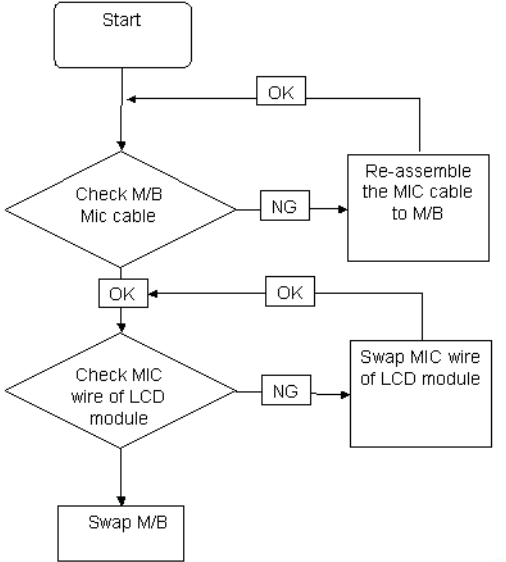 Start
OK
Check M/B
Mic cable
NG
Re-assemble
the MIC cable
to M/B
OK
OK
Check MIC
wire of LCD
module
NG
Swap MIC wire
of LCD module
Swap M/B